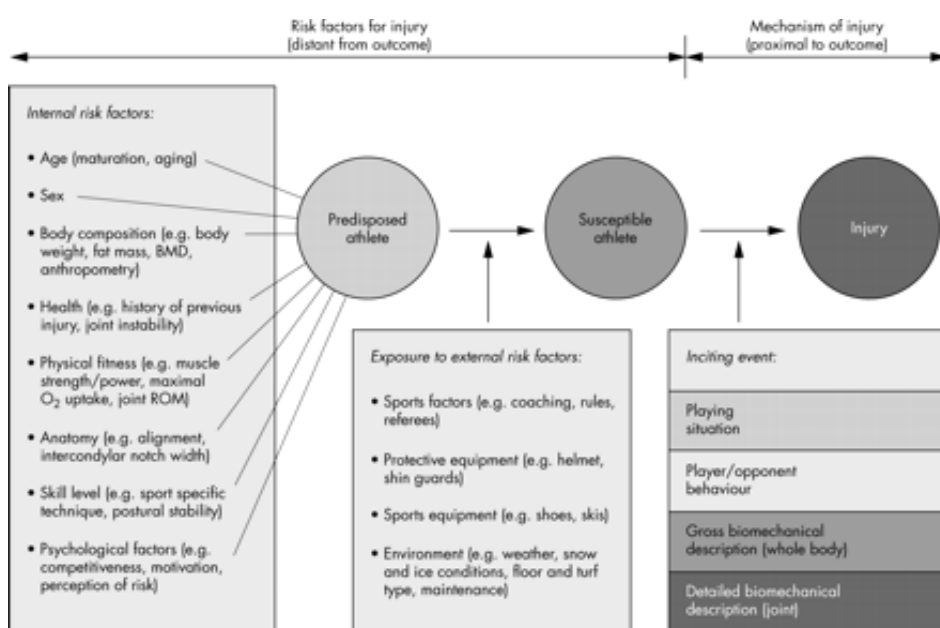 Risk factors for injury
(distant from outcome)
Mechanism of injury
(proximal to outcome)
Internal risk factors:
• Age (maturation, aging)
• Sex
• Body composition (e.g. body
weight, fat mass, BMD,
anthropometry)
• Health (e.g. history of previous
injury, joint instability)
• Physical fitness (e.g. muscle
strength/power, maximal
O2 uptake, joint ROM)
• Anatomy (e.g. alignment,
intercondylar notch width)
• Skill level (e.g. sport specific
technique, postural stability)
• Psychological factors (e.g.
competitiveness, motivation,
perception of risk)
Predisposed
athlete
Susceptible
athlete
Injury
Exposure to external risk factors:
• Sports factors (e.g. coaching, rules,
referees)
• Protective equipment (e.g. helmet,
shin guards)
• Sports equipment (e.g. shoes, skis)
• Environment (e.g. weather, snow
and ice conditions, floor and turf
type, maintenance)
Inciting event:
Playing
situation
Player/opponent
behaviour
Gross biomechanical
description (whole body)
Detailed biomechanical
description (joint)